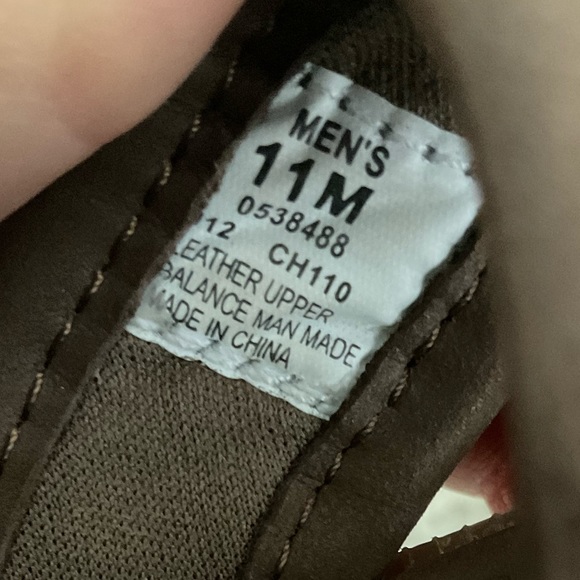 MEN'S
11M
0538488
12 CH110
LEATHER UPPER
BALANCE MAN MADE
MADE IN CHINA